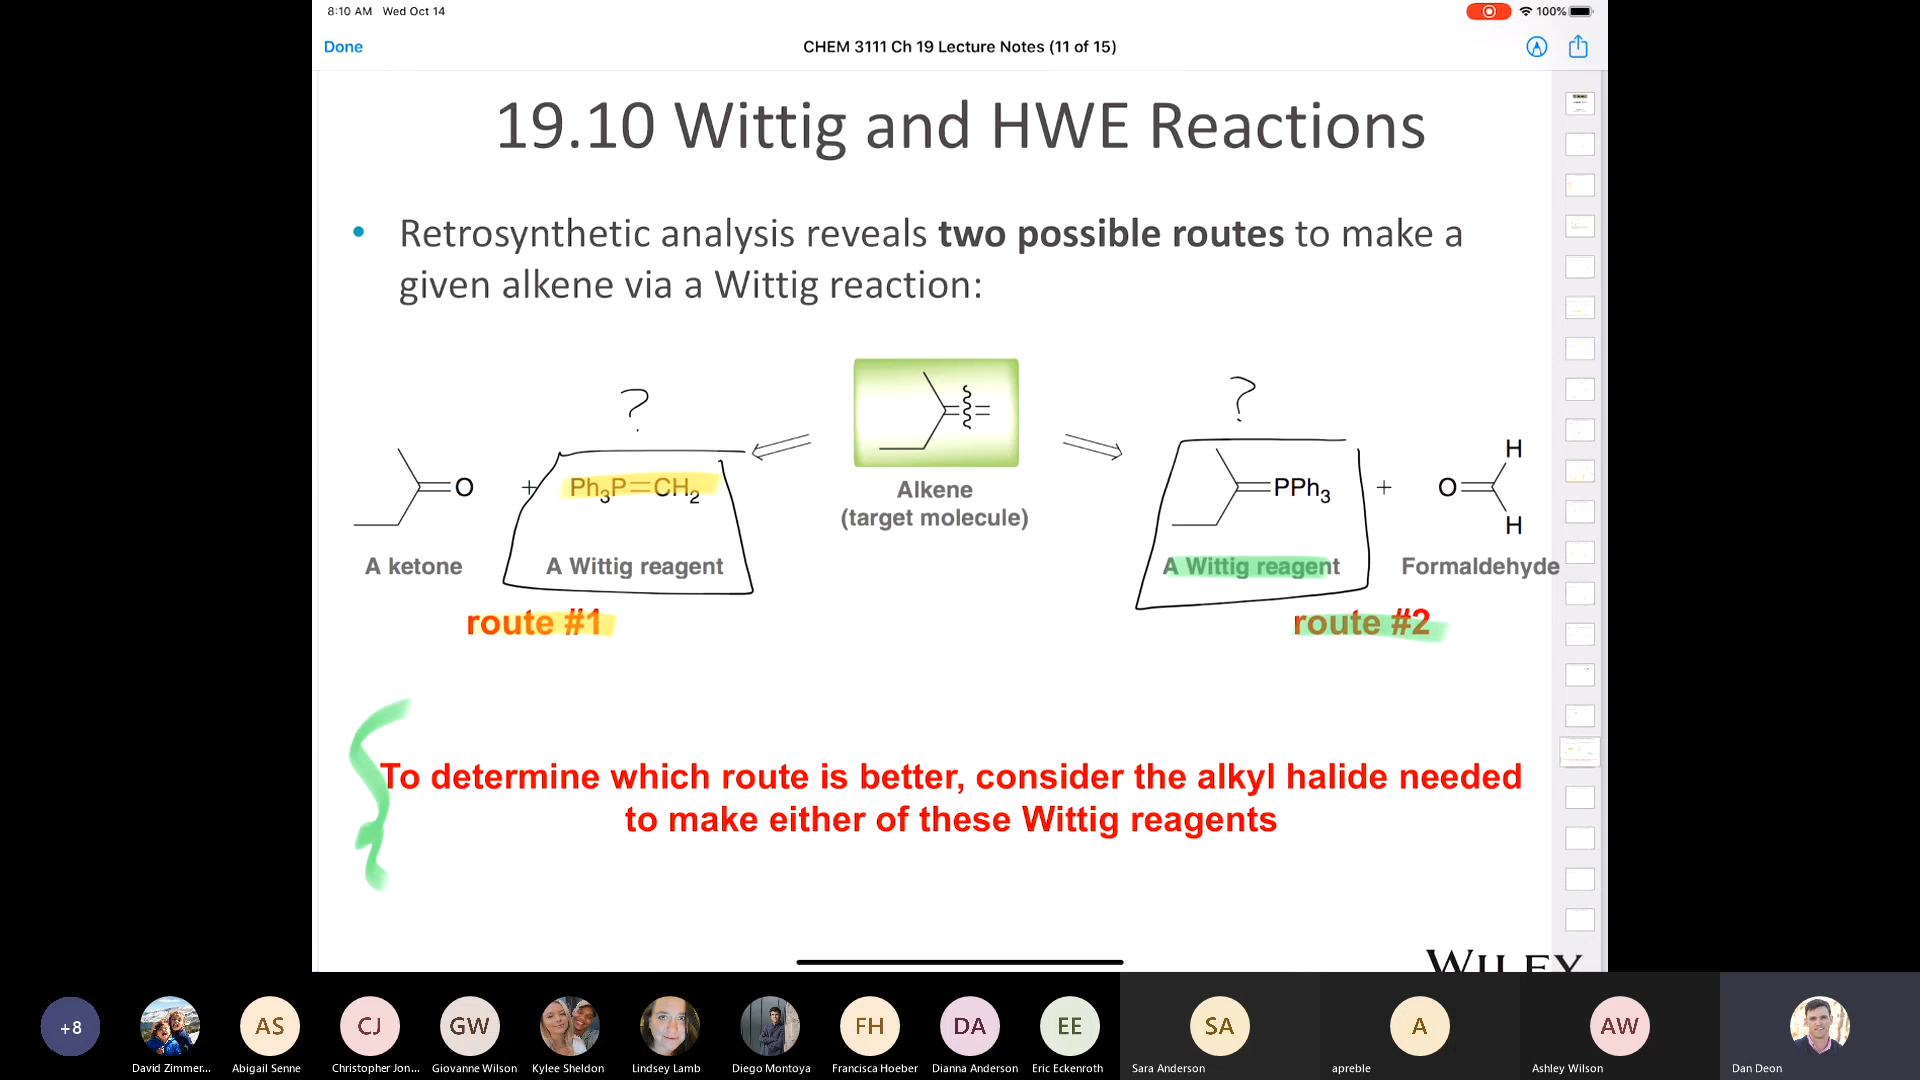 8:10 AM Wed Oct 14
100%
Done
CHEM 3111 Ch 19 Lecture Notes (11 of 15)
19.10 Wittig and HWE Reactions
• Retrosynthetic analysis reveals two possible routes to make a
given alkene via a Wittig reaction:
? ?
H
=O + Ph3P=CH2 =PPh3 + O=
H
Alkene
(target molecule)
A ketone A Wittig reagent A Wittig reagent Formaldehyde
route #1 route #2
To determine which route is better, consider the alkyl halide needed
to make either of these Wittig reagents
WILEY
+8 AS CJ GW FH DA EE SA A AW
David Zimmer... Abigail Senne Christopher Jon... Giovanne Wilson Kylee Sheldon Lindsey Lamb Diego Montoya Francisca Hoeber Dianna Anderson Eric Eckenroth Sara Anderson apreble Ashley Wilson Dan Deon